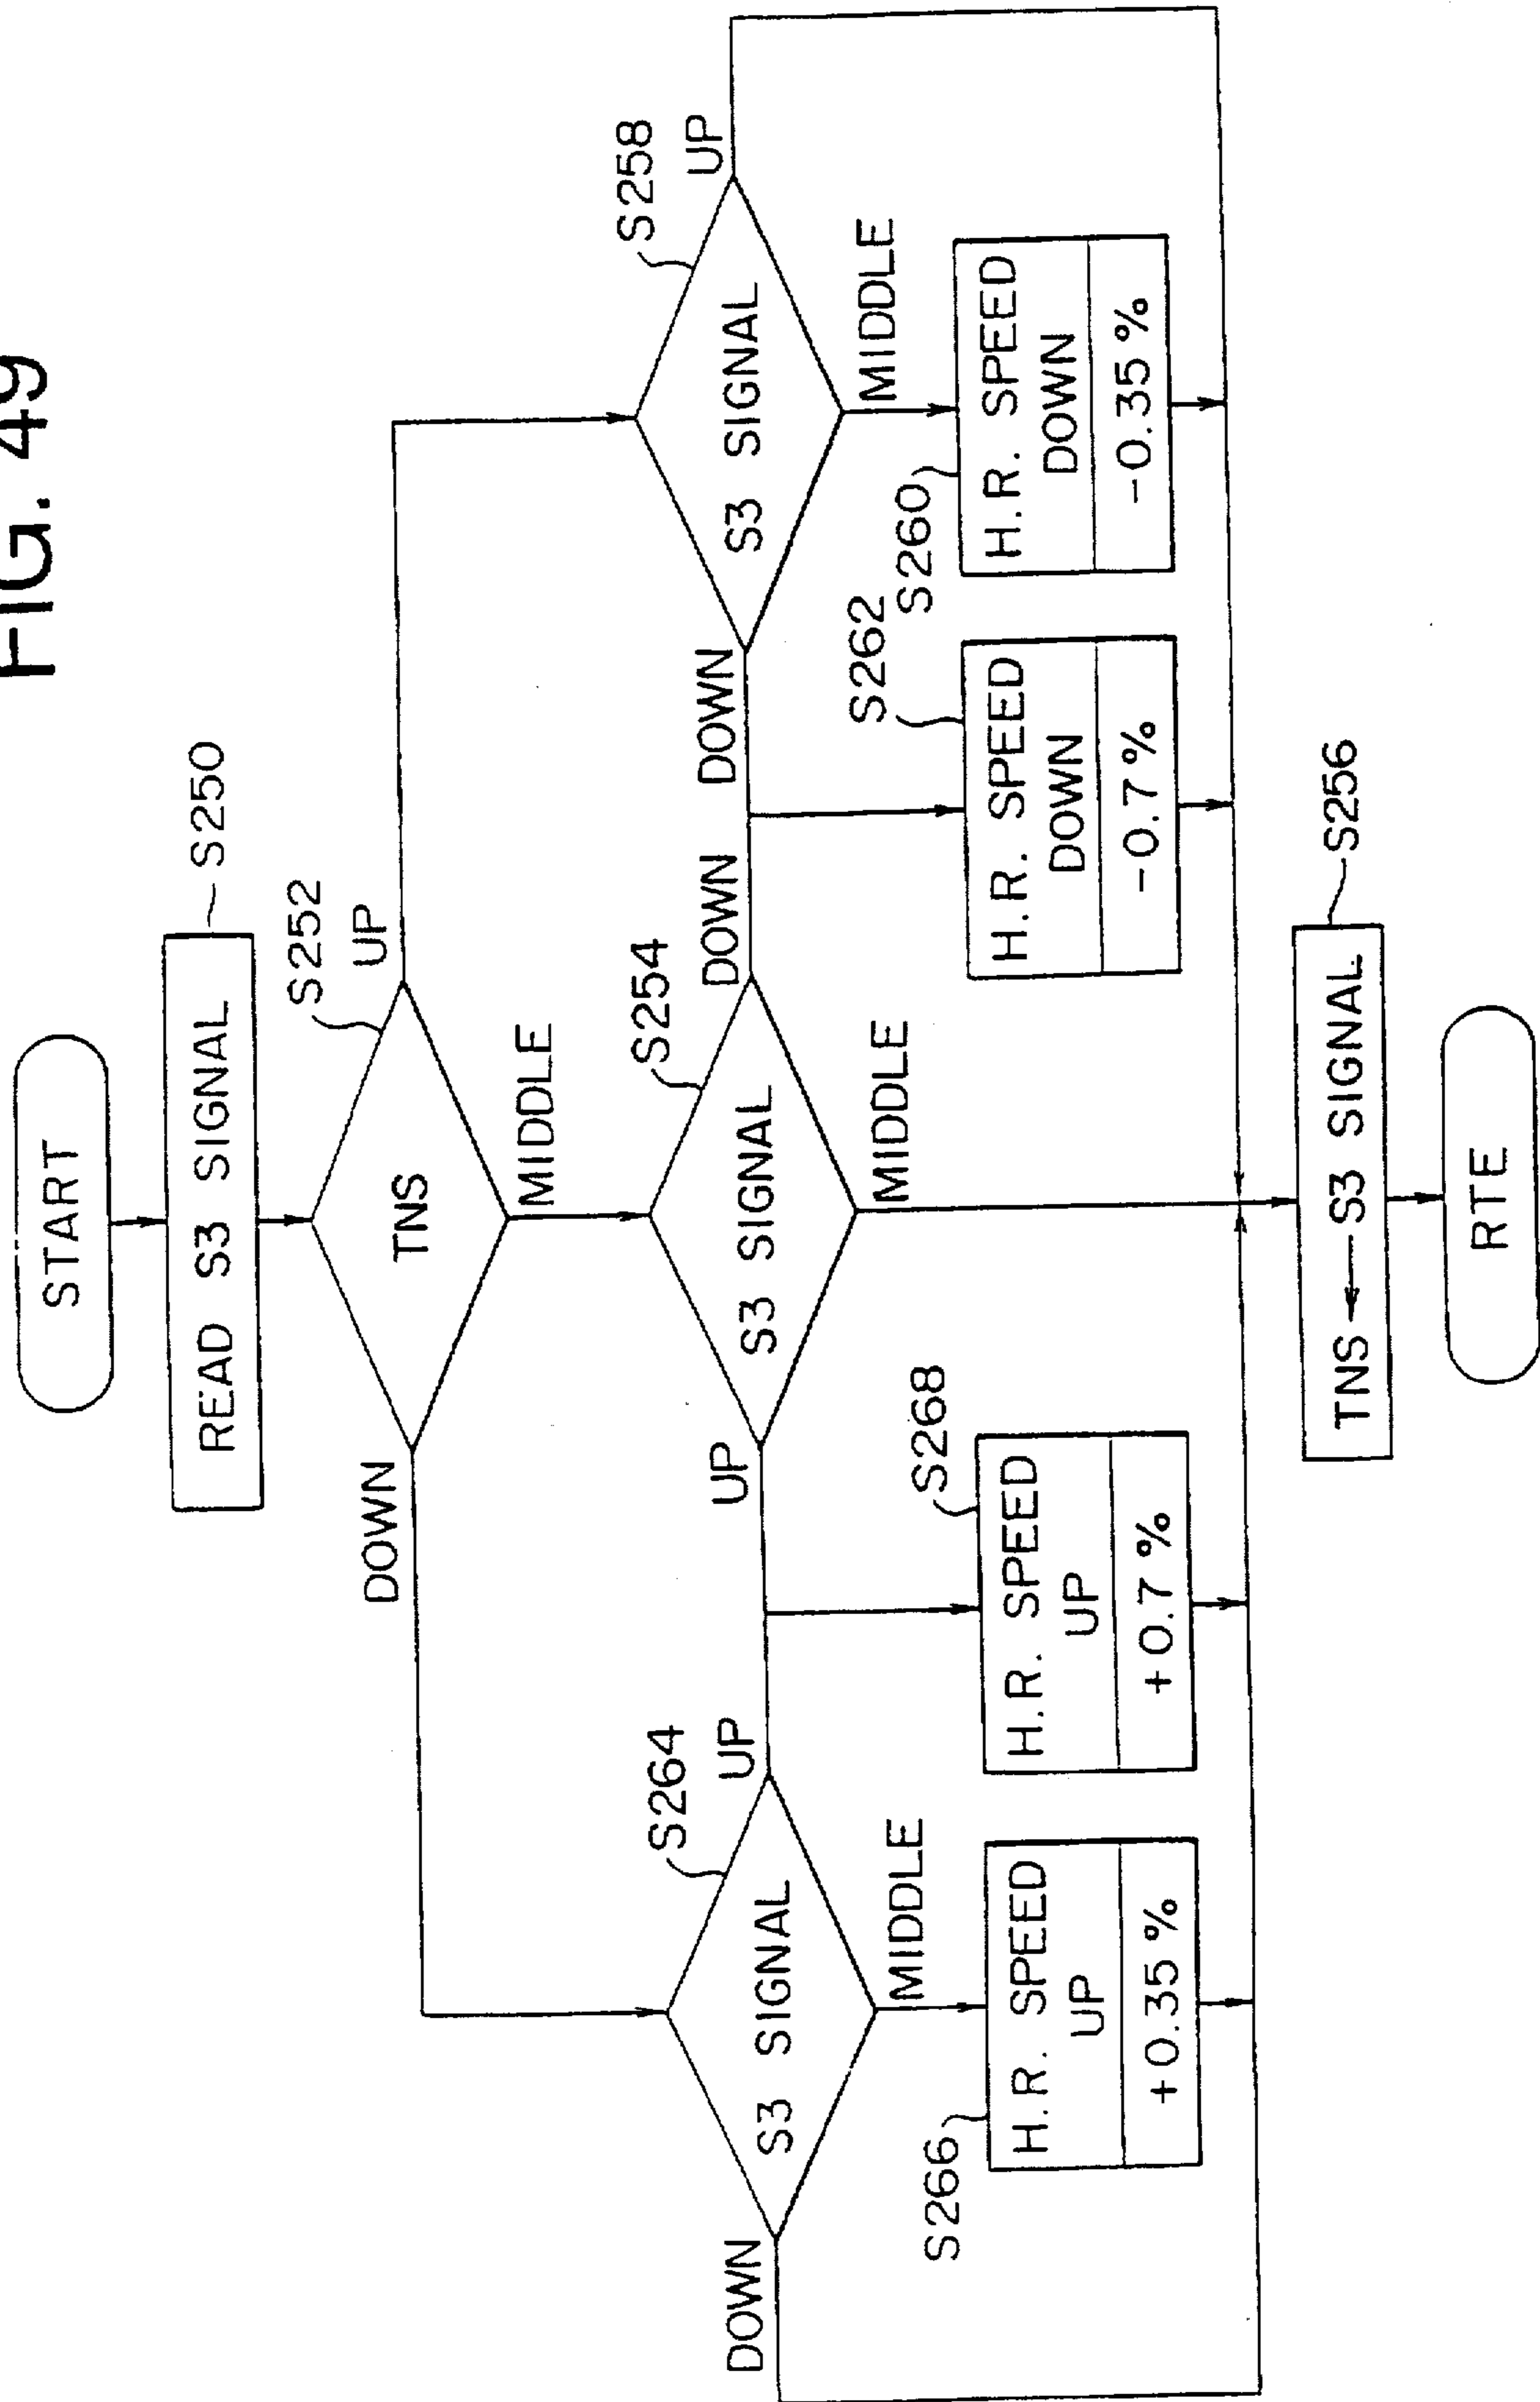 FIG. 49
START
READ S3 SIGNAL
S250
S252
DOWN
TNS
UP
MIDDLE
S264
S254
S258
DOWN
S3 SIGNAL
UP
UP
S3 SIGNAL
DOWN
DOWN
S3 SIGNAL
UP
MIDDLE
MIDDLE
MIDDLE
S266
S268
S262
S260
H.R. SPEED
UP
+0.35 %
H.R. SPEED
UP
+0.7 %
H.R. SPEED
DOWN
-0.7 %
H.R. SPEED
DOWN
-0.35 %
TNS ← S3 SIGNAL
S256
RTE